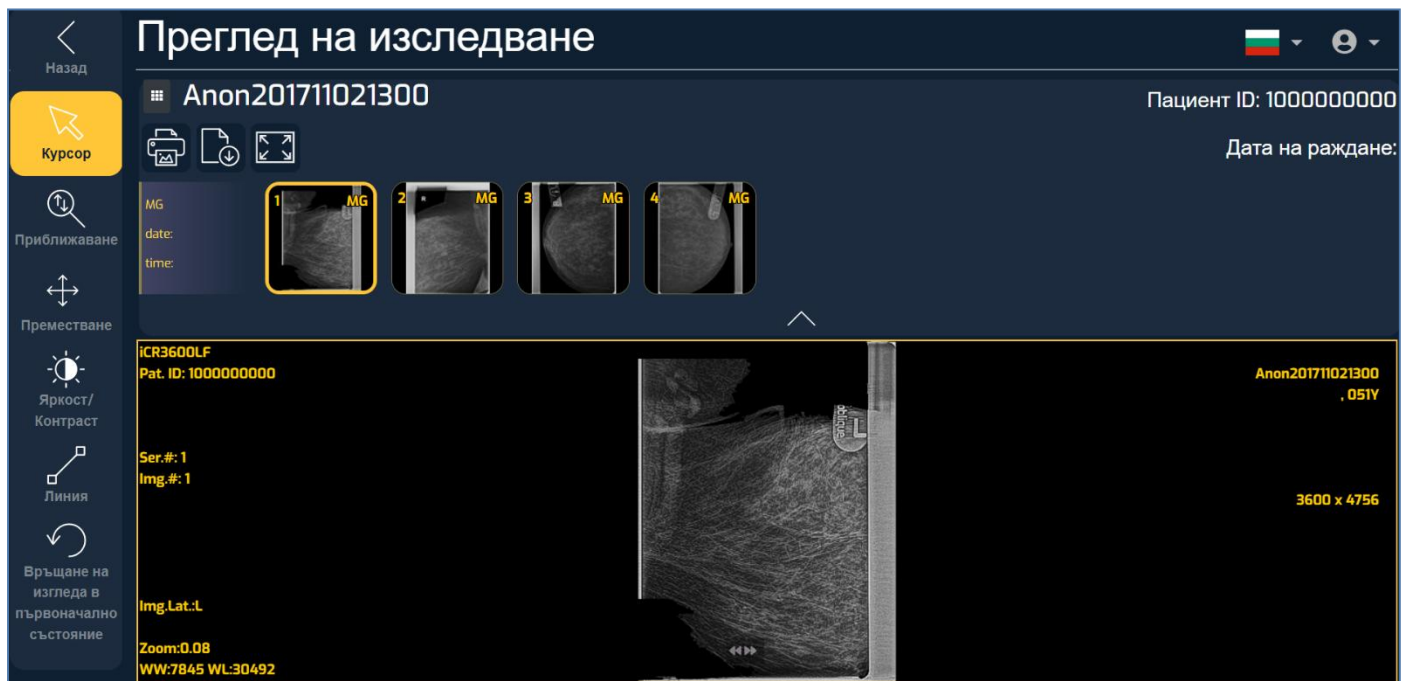 Назад
Преглед на изследване
Курсор
Приближаване
Преместване
Яркост/
Контраст
Линия
Връщане на
изгледа в
първоначално
състояние
Anon201711021300
Пациент ID: 1000000000
Дата на раждане:
MG
date:
time:
1 MG
2 MG
3 MG
4 MG
iCR3600LF
Pat. ID: 1000000000
Ser.#: 1
Img.#: 1
Img.Lat.:L
Zoom:0.08
WW:7845 WL:30492
Anon201711021300
, 051Y
3600 x 4756
oblique
L